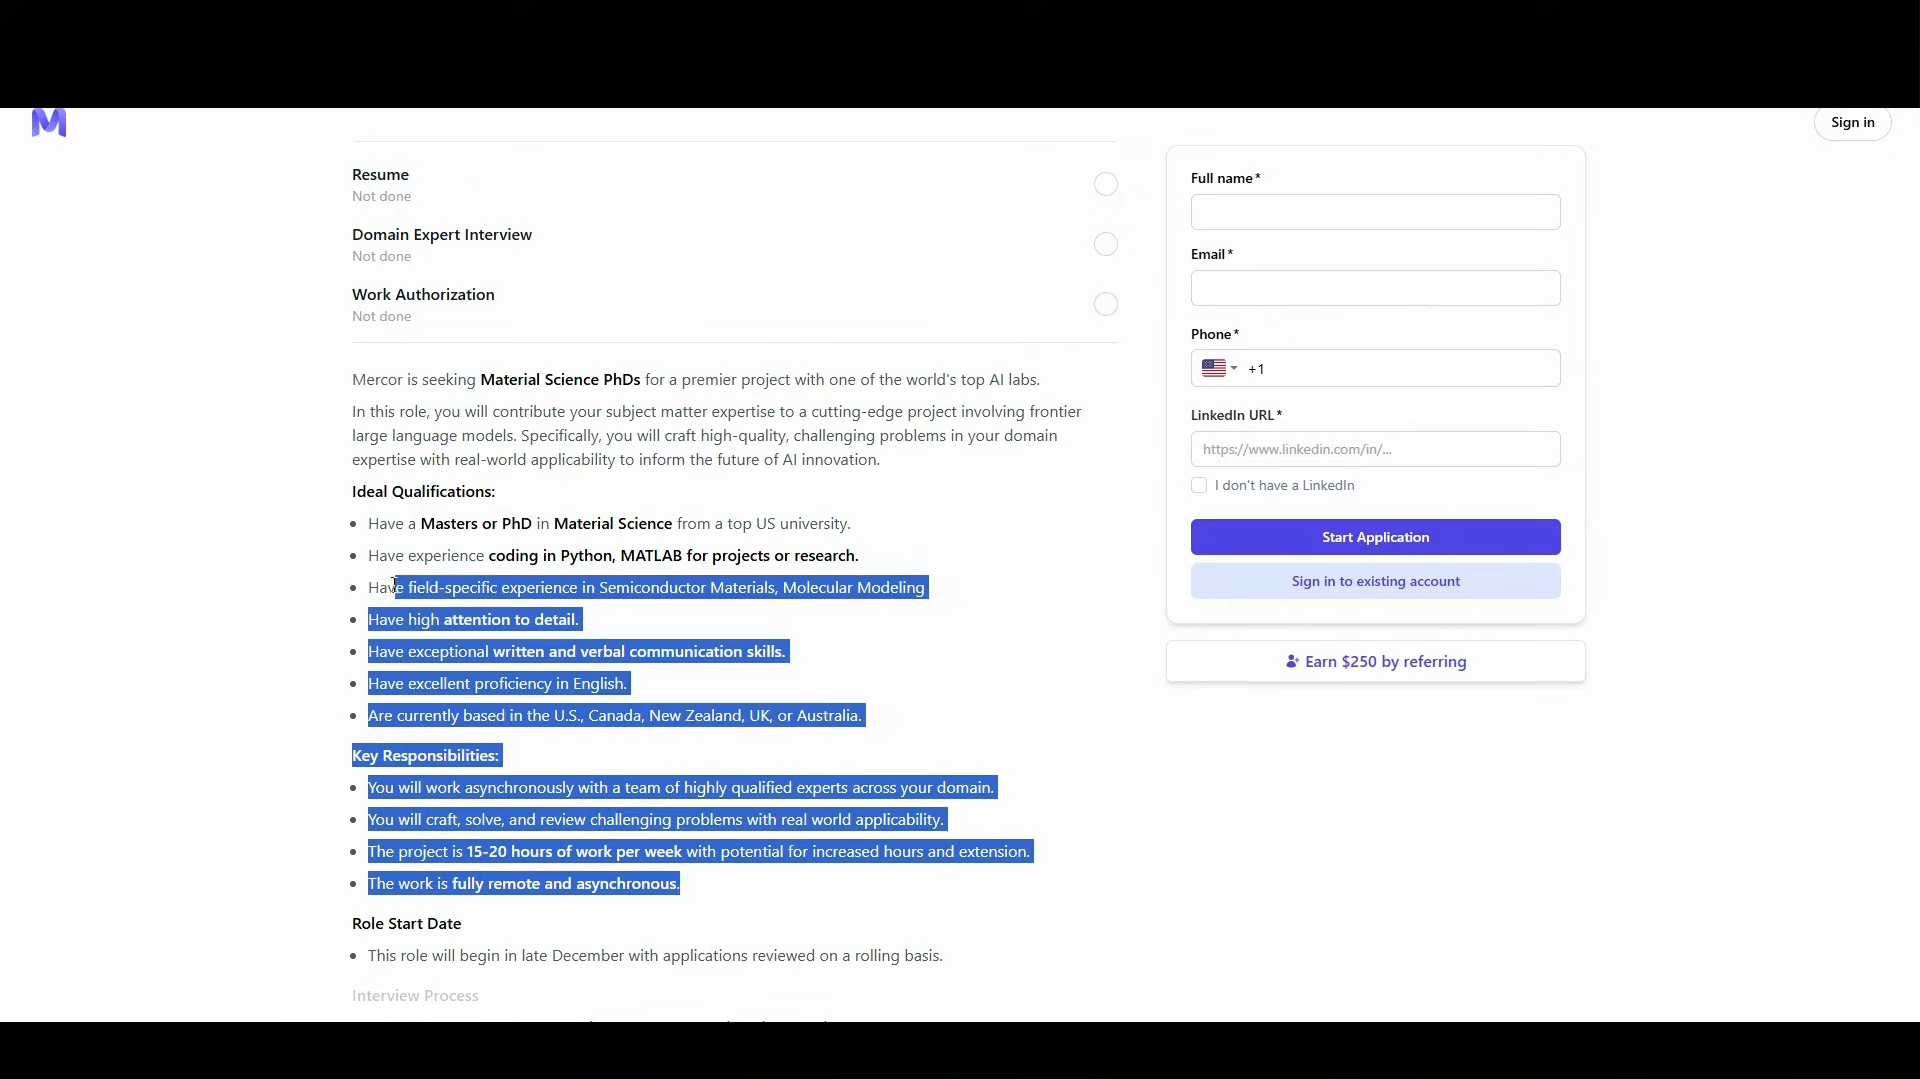 Sign in
Resume
Not done
Domain Expert Interview
Not done
Work Authorization
Not done
Mercor is seeking Material Science PhDs for a premier project with one of the world's top AI labs.
In this role, you will contribute your subject matter expertise to a cutting-edge project involving frontier
large language models. Specifically, you will craft high-quality, challenging problems in your domain
expertise with real-world applicability to inform the future of AI innovation.
Ideal Qualifications:
• Have a Masters or PhD in Material Science from a top US university.
• Have experience coding in Python, MATLAB for projects or research.
• Have field-specific experience in Semiconductor Materials, Molecular Modeling
• Have high attention to detail.
• Have exceptional written and verbal communication skills.
• Have excellent proficiency in English.
• Are currently based in the U.S., Canada, New Zealand, UK, or Australia.
Key Responsibilities:
• You will work asynchronously with a team of highly qualified experts across your domain.
• You will craft, solve, and review challenging problems with real world applicability.
• The project is 15-20 hours of work per week with potential for increased hours and extension.
• The work is fully remote and asynchronous.
Role Start Date
• This role will begin in late December with applications reviewed on a rolling basis.
Interview Process
Full name*
Email*
Phone*
+1
LinkedIn URL*
https://www.linkedin.com/in/...
I don't have a LinkedIn
Start Application
Sign in to existing account
Earn $250 by referring